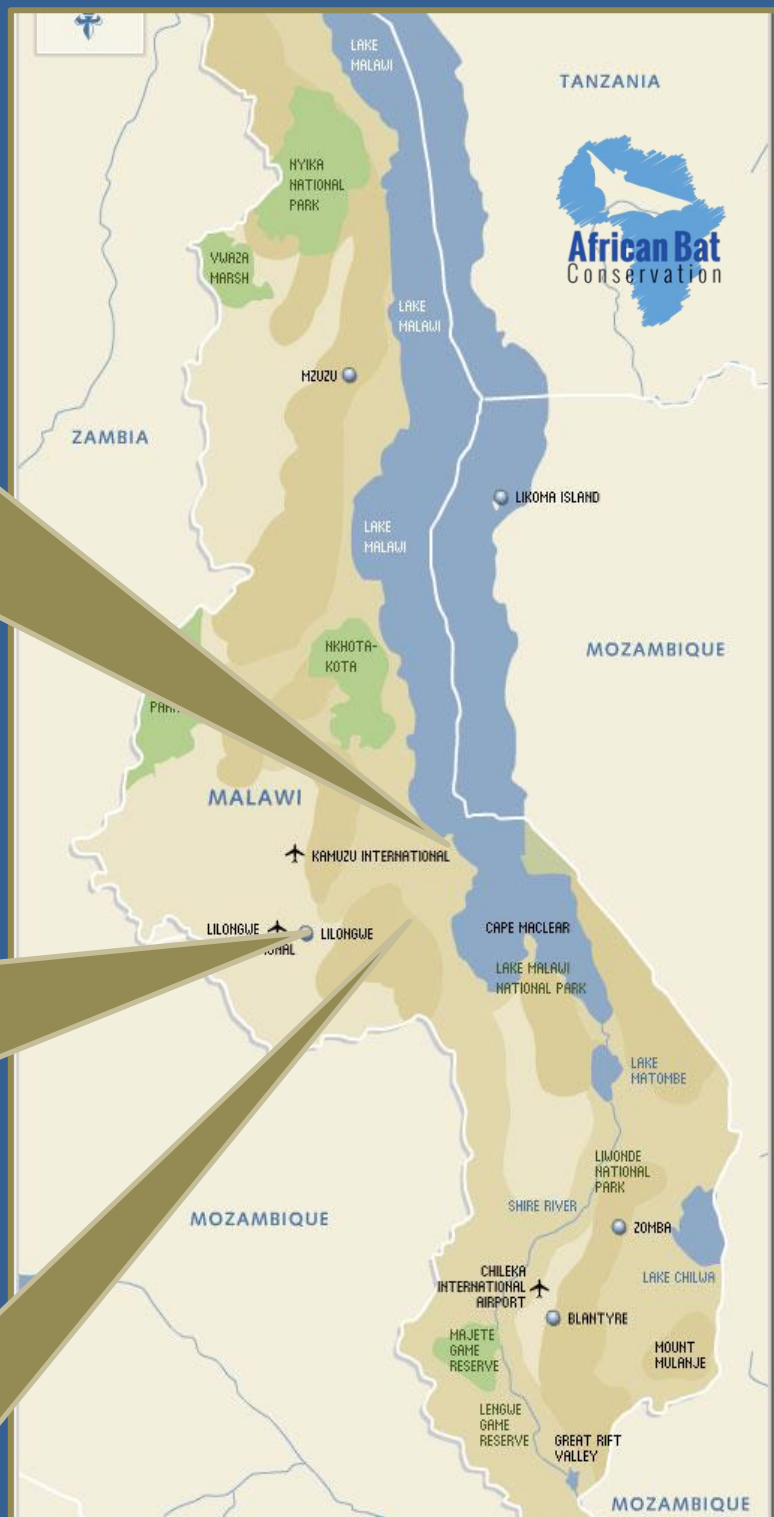 LAKE
MALAWI
TANZANIA
NYIKA
NATIONAL
PARK
African Bat
Conservation
VWAZA
MARSH
LAKE
MALAWI
MZUZU
ZAMBIA
LIKOMA ISLAND
LAKE
MALAWI
NKHOTA-
KOTA
MOZAMBIQUE
MALAWI
KAMUZU INTERNATIONAL
LILONGWE
LILONGWE
CAPE MACLEAR
LAKE MALAWI
NATIONAL PARK
LAKE
MATOMBE
LIWONDE
NATIONAL
PARK
SHIRE RIVER
MOZAMBIQUE
ZOMBA
CHILEKA
INTERNATIONAL
AIRPORT
LAKE CHILWA
BLANTYRE
MAJETE
GAME
RESERVE
MOUNT
MULANJE
LENGWE
GAME
RESERVE
GREAT RIFT
VALLEY
MOZAMBIQUE